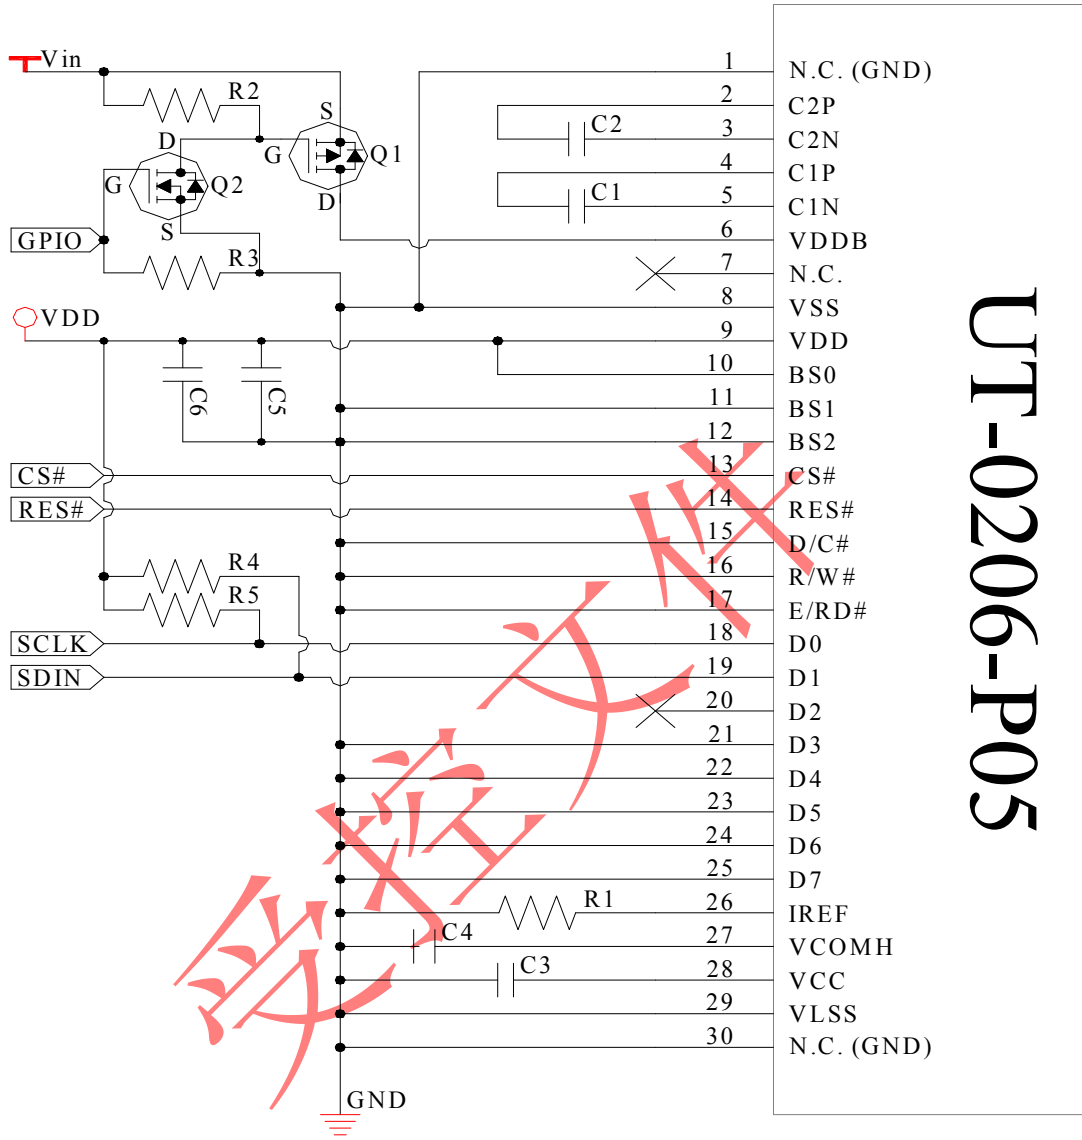 Vin
R2
D
S
G
Q1
G
Q2
D
S
GPIO
R3
VDD
C6
C5
CS#
RES#
R4
R5
SCLK
SDIN
C2
C1
R1
C4
C3
GND
1 N.C. (GND)
2 C2P
3 C2N
4 C1P
5 C1N
6 VDDB
7 N.C.
8 VSS
9 VDD
10 BS0
11 BS1
12 BS2
13 CS#
14 RES#
15 D/C#
16 R/W#
17 E/RD#
18 D0
19 D1
20 D2
21 D3
22 D4
23 D5
24 D6
25 D7
26 IREF
27 VCOMH
28 VCC
29 VLSS
30 N.C. (GND)
UT-0206-P05
受控文件